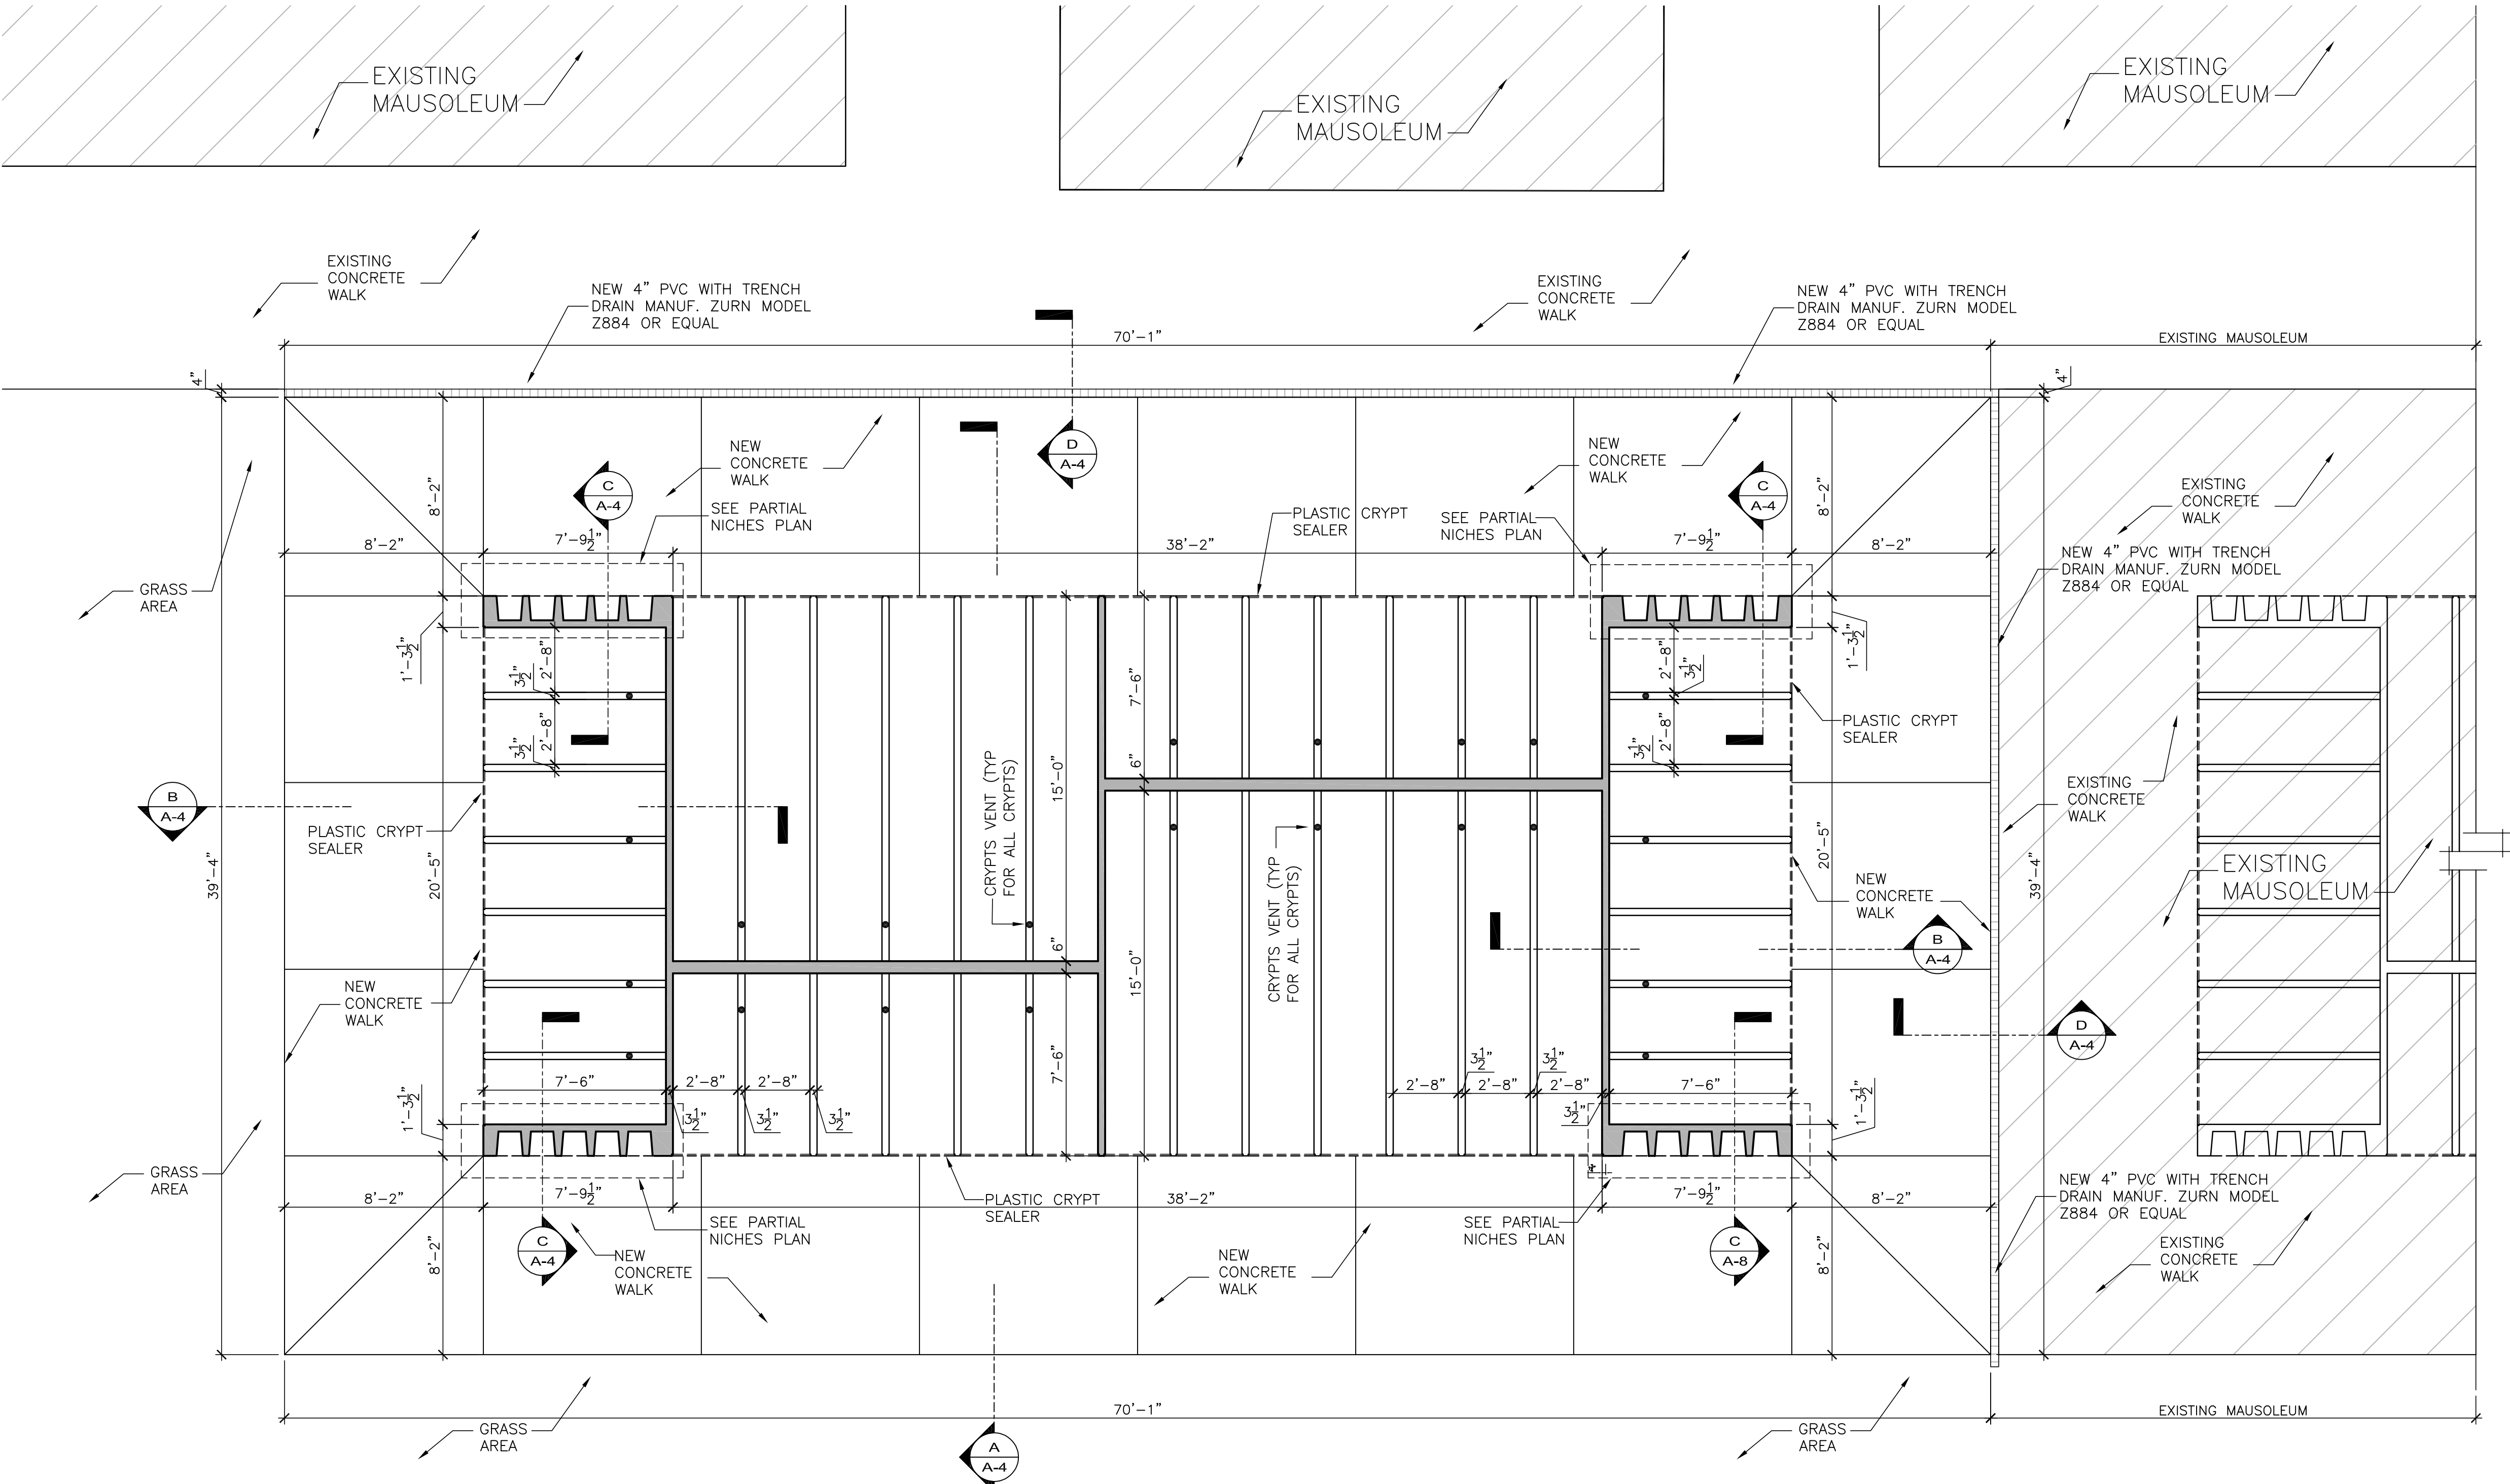 EXISTING
MAUSOLEUM
EXISTING
MAUSOLEUM
EXISTING
MAUSOLEUM
EXISTING
CONCRETE
WALK
NEW 4" PVC WITH TRENCH
DRAIN MANUF. ZURN MODEL
Z884 OR EQUAL
EXISTING
CONCRETE
WALK
NEW 4" PVC WITH TRENCH
DRAIN MANUF. ZURN MODEL
Z884 OR EQUAL
70'-1"
EXISTING MAUSOLEUM
4"
4"
NEW
CONCRETE
WALK
D
A-4
NEW
CONCRETE
WALK
C
A-4
C
A-4
8'-2"
8'-2"
EXISTING
CONCRETE
WALK
SEE PARTIAL
NICHES PLAN
PLASTIC CRYPT
SEALER
SEE PARTIAL
NICHES PLAN
8'-2"
7'-9½"
38'-2"
7'-9½"
8'-2"
NEW 4" PVC WITH TRENCH
DRAIN MANUF. ZURN MODEL
Z884 OR EQUAL
GRASS
AREA
1'-3½"
3½"
2'-8"
3½"
2'-8"
7'-6"
6"
15'-0"
2'-8"
3½"
3½"
2'-8"
1'-3½"
PLASTIC CRYPT
SEALER
CRYPTS VENT (TYP
FOR ALL CRYPTS)
B
A-4
PLASTIC CRYPT
SEALER
EXISTING
CONCRETE
WALK
39'-4"
20'-5"
CRYPTS VENT (TYP
FOR ALL CRYPTS)
20'-5"
39'-4"
EXISTING
MAUSOLEUM
NEW
CONCRETE
WALK
B
A-4
6"
15'-0"
NEW
CONCRETE
WALK
D
A-4
7'-6"
1'-3½"
7'-6"
2'-8"
2'-8"
3½"
3½"
3½"
2'-8"
3½"
2'-8"
3½"
2'-8"
3½"
7'-6"
1'-3½"
4"
GRASS
AREA
8'-2"
7'-9½"
PLASTIC CRYPT
SEALER
38'-2"
7'-9½"
8'-2"
NEW 4" PVC WITH TRENCH
DRAIN MANUF. ZURN MODEL
Z884 OR EQUAL
SEE PARTIAL
NICHES PLAN
SEE PARTIAL
NICHES PLAN
8'-2"
C
A-4
NEW
CONCRETE
WALK
NEW
CONCRETE
WALK
C
A-8
8'-2"
EXISTING
CONCRETE
WALK
70'-1"
EXISTING MAUSOLEUM
GRASS
AREA
A
A-4
GRASS
AREA